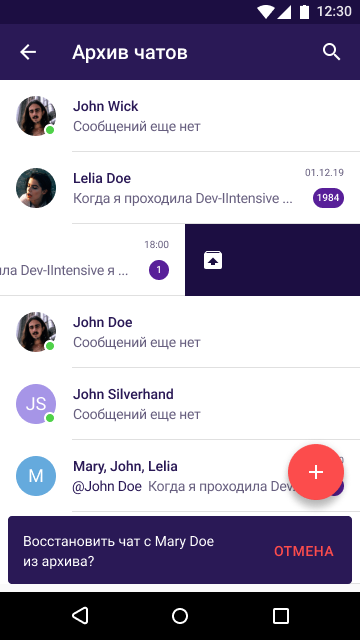 12:30
Архив чатов
John Wick
Сообщений еще нет
Lelia Doe
01.12.19
Когда я проходила Dev-IIntensive ...
1984
18:00
ла Dev-IIntensive я ...
1
John Doe
Сообщений еще нет
JS
John Silverhand
Сообщений еще нет
M
Mary, John, Lelia
@John Doe Когда я проходила Dev-
Восстановить чат с Mary Doe
из архива?
ОТМЕНА